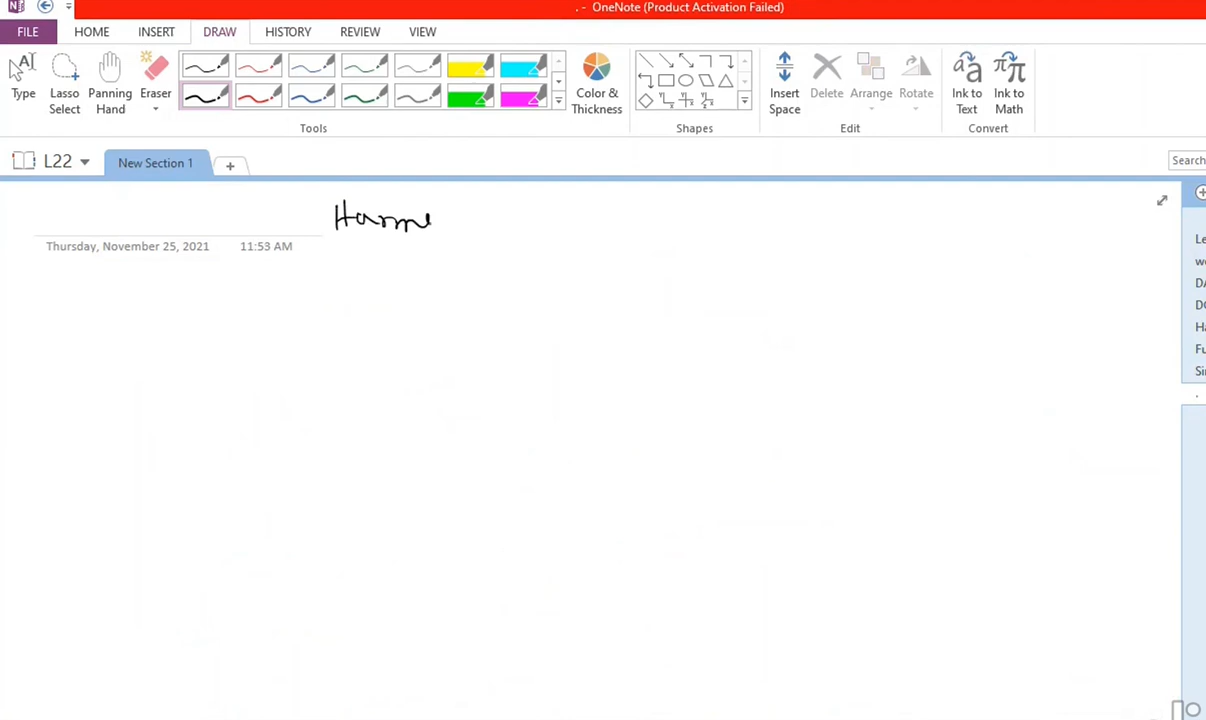 . - OneNote (Product Activation Failed)
FILE HOME INSERT DRAW HISTORY REVIEW VIEW
Type
Lasso Select
Panning Hand
Eraser
Color & Thickness
Insert Space
Delete
Arrange
Rotate
Ink to Text
Ink to Math
Tools
Shapes
Edit
Convert
L22
New Section 1
Search
Thursday, November 25, 2021 11:53 AM